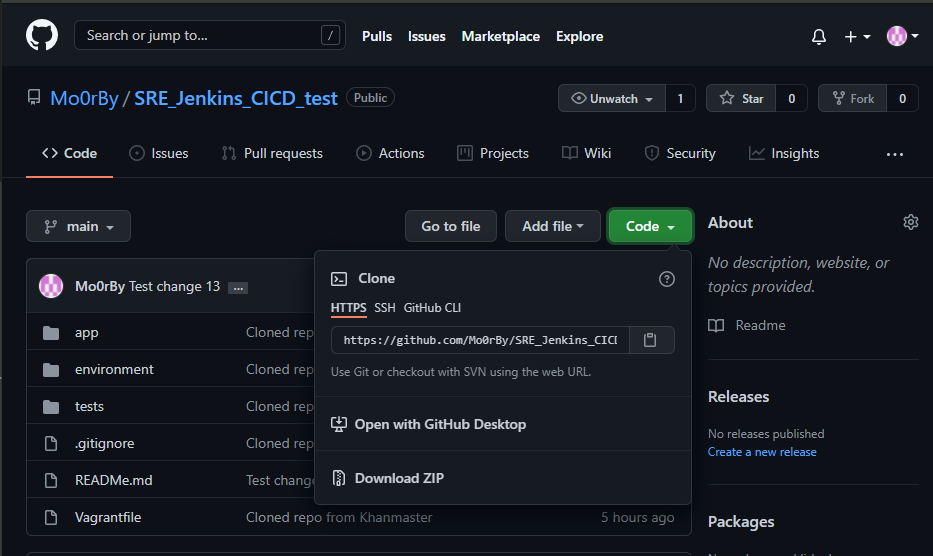 Search or jump to... /
Pulls Issues Marketplace Explore
Mo0rBy / SRE_Jenkins_CICD_test Public
Unwatch 1 Star 0 Fork 0
Code Issues Pull requests Actions Projects Wiki Security Insights ...
main Go to file Add file Code
About
No description, website, or
topics provided.
Readme
Releases
No releases published
Create a new release
Packages
Mo0rBy Test change 13 ...
app Cloned rep
environment Cloned rep
tests Cloned rep
.gitignore Cloned rep
READMe.md Test change
Vagrantfile Cloned repo from Khanmaster 5 hours ago
Clone
HTTPS SSH GitHub CLI
https://github.com/Mo0rBy/SRE_Jenkins_CICD
Use Git or checkout with SVN using the web URL.
Open with GitHub Desktop
Download ZIP